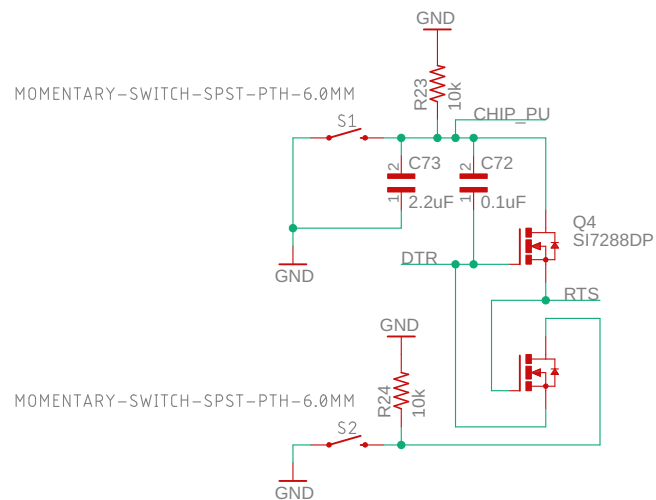 GND
R23
10k
MOMENTARY-SWITCH-SPST-PTH-6.0MM
S1
CHIP_PU
2
C73
1
2.2uF
2
C72
1
0.1uF
Q4
SI7288DP
GND
DTR
RTS
GND
R24
10k
MOMENTARY-SWITCH-SPST-PTH-6.0MM
S2
GND